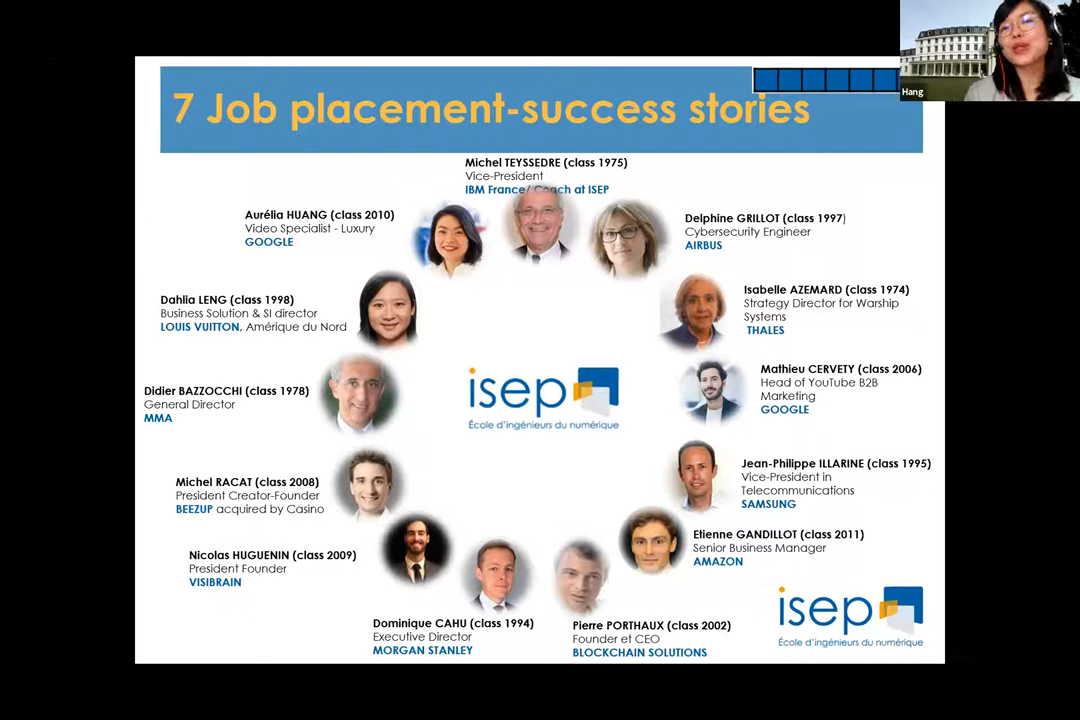 Hang
7 Job placement-success stories
Michel TEYSSEDRE (class 1975)
Vice-President
IBM France/ Coach at ISEP
Aurélia HUANG (class 2010)
Video Specialist - Luxury
GOOGLE
Delphine GRILLOT (class 1997)
Cybersecurity Engineer
AIRBUS
Dahlia LENG (class 1998)
Business Solution & SI director
LOUIS VUITTON, Amérique du Nord
Isabelle AZEMARD (class 1974)
Strategy Director for Warship
Systems
THALES
Didier BAZZOCCHI (class 1978)
General Director
MMA
isep
École d'ingénieurs du numérique
Mathieu CERVETY (class 2006)
Head of YouTube B2B
Marketing
GOOGLE
Michel RACAT (class 2008)
President Creator-Founder
BEEZUP acquired by Casino
Jean-Philippe ILLARINE (class 1995)
Vice-President in
Telecommunications
SAMSUNG
Nicolas HUGUENIN (class 2009)
President Founder
VISIBRAIN
Etienne GANDILLOT (class 2011)
Senior Business Manager
AMAZON
Dominique CAHU (class 1994)
Executive Director
MORGAN STANLEY
Pierre PORTHAUX (class 2002)
Founder et CEO
BLOCKCHAIN SOLUTIONS
isep
École d'ingénieurs du numérique